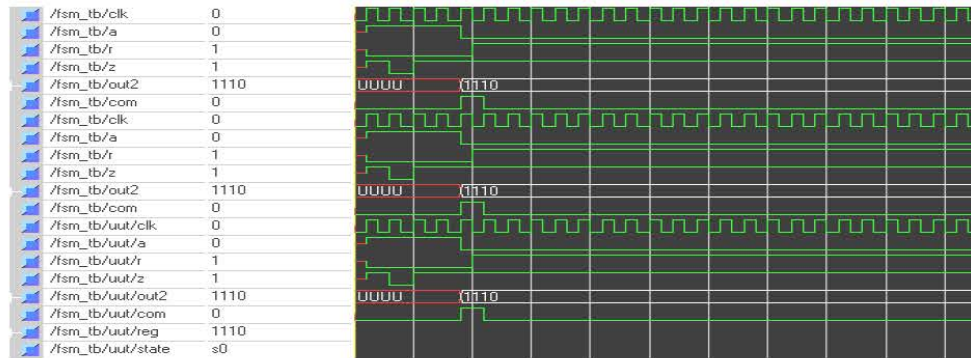 /fsm_tb/clk 0
/fsm_tb/a 0
/fsm_tb/r 1
/fsm_tb/z 1
/fsm_tb/out2 1110 UUUU 1110
/fsm_tb/com 0
/fsm_tb/clk 0
/fsm_tb/a 0
/fsm_tb/r 1
/fsm_tb/z 1
/fsm_tb/out2 1110 UUUU 1110
/fsm_tb/com 0
/fsm_tb/uut/clk 0
/fsm_tb/uut/a 0
/fsm_tb/uut/r 1
/fsm_tb/uut/z 1
/fsm_tb/uut/out2 1110 UUUU 1110
/fsm_tb/uut/com 0
/fsm_tb/uut/reg 1110
/fsm_tb/uut/state s0